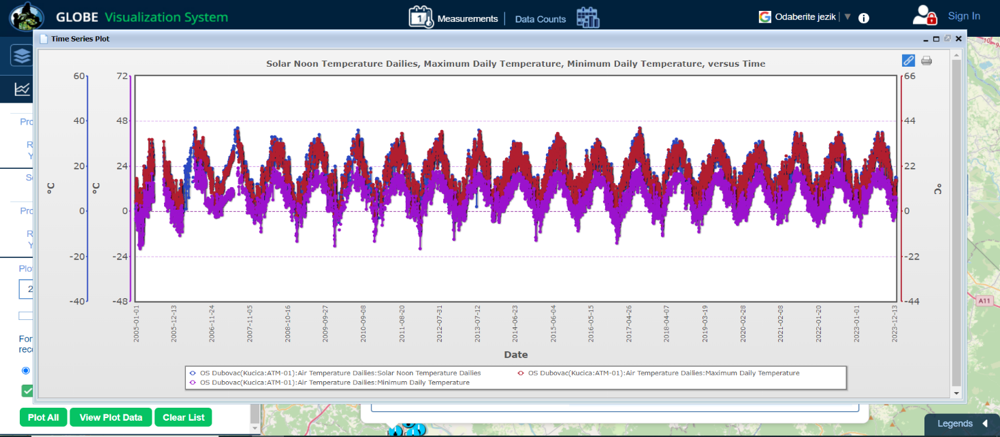 GLOBE Visualization System
1
Measurements
Data Counts
G Odaberite jezik
Sign In
Time Series Plot
Solar Noon Temperature Dailies, Maximum Daily Temperature, Minimum Daily Temperature, versus Time
60 72 66
40 48 44
20 24 22
0 0 0
-20 -24 -22
-40 -48 -44
°C °C °C
2005-01-01 2005-12-13 2006-11-24 2007-11-05 2008-10-16 2009-09-27 2010-09-08 2011-08-20 2012-07-31 2013-07-12 2014-06-23 2015-06-04 2016-05-15 2017-04-26 2018-04-07 2019-03-19 2020-02-28 2021-02-08 2022-01-20 2023-01-01 2023-12-13
Date
OS Dubovac(Kucica:ATM-01):Air Temperature Dailies:Solar Noon Temperature Dailies
OS Dubovac(Kucica:ATM-01):Air Temperature Dailies:Maximum Daily Temperature
OS Dubovac(Kucica:ATM-01):Air Temperature Dailies:Minimum Daily Temperature
Pro
R
Y
S
Pro
R
Y
Plo
2
For
rec
Plot All
View Plot Data
Clear List
A11
Legends